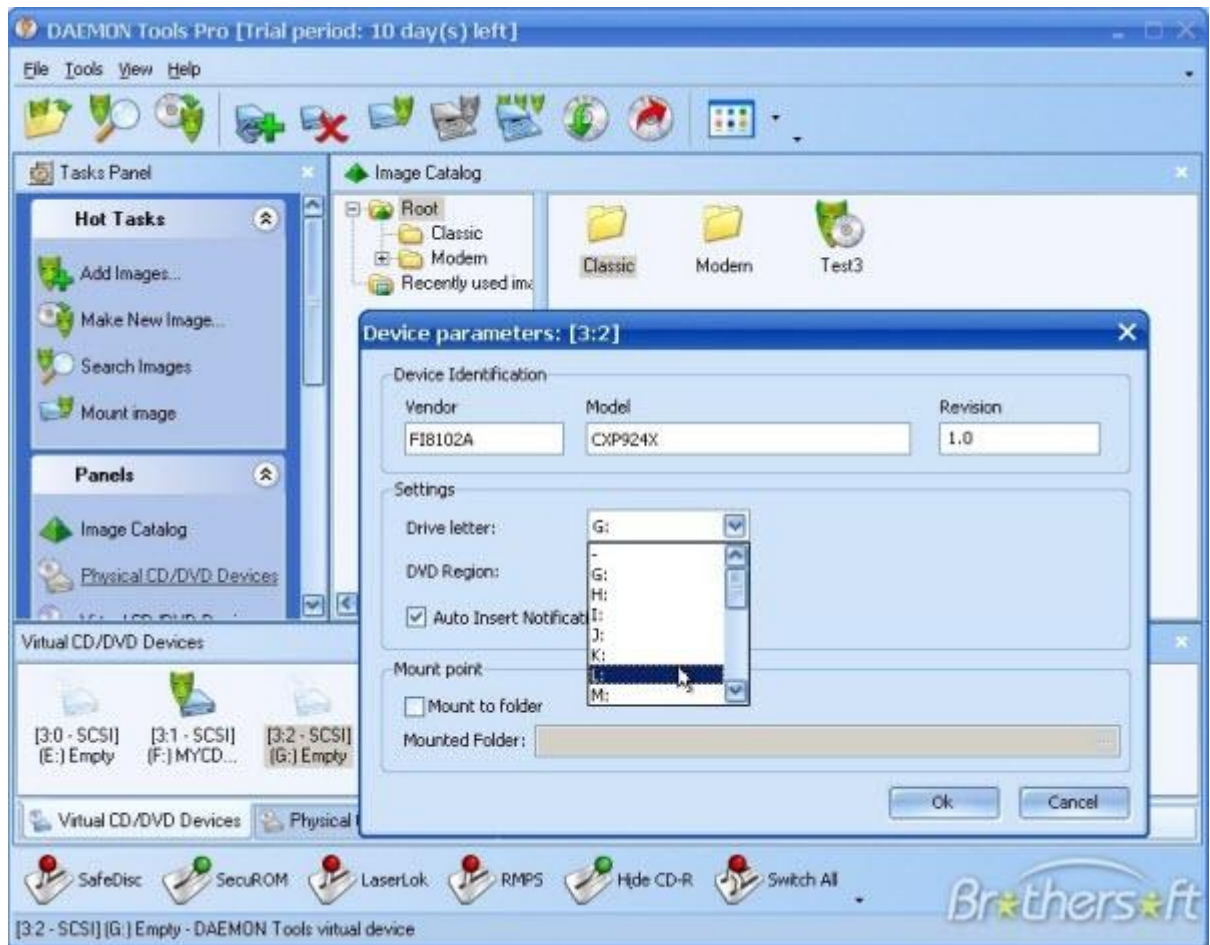 DAEMON Tools Pro [Trial period: 10 day(s) left]
File Tools View Help
Tasks Panel
Image Catalog
Hot Tasks
Add Images...
Make New Image...
Search Images
Mount image
Panels
Image Catalog
Physical CD/DVD Devices
Root
Classic
Modern
Recently used ima
Classic Modern Test3
Device parameters: [3:2]
Device Identification
Vendor Model Revision
FI8102A CXP924X 1.0
Settings
Drive letter: G:
-
G:
H:
I:
J:
K:
L:
M:
DVD Region:
Auto Insert Notificati
Mount point
Mount to folder
Mounted Folder:
Ok Cancel
Virtual CD/DVD Devices
[3:0 - SCSI] [3:1 - SCSI] [3:2 - SCSI]
(E:) Empty (F:) MYCD... (G:) Empty
Virtual CD/DVD Devices Physical
SafeDisc SecuROM LaserLok RMPS Hide CD-R Switch All
Brothersoft
[3:2 - SCSI] (G:) Empty - DAEMON Tools virtual device